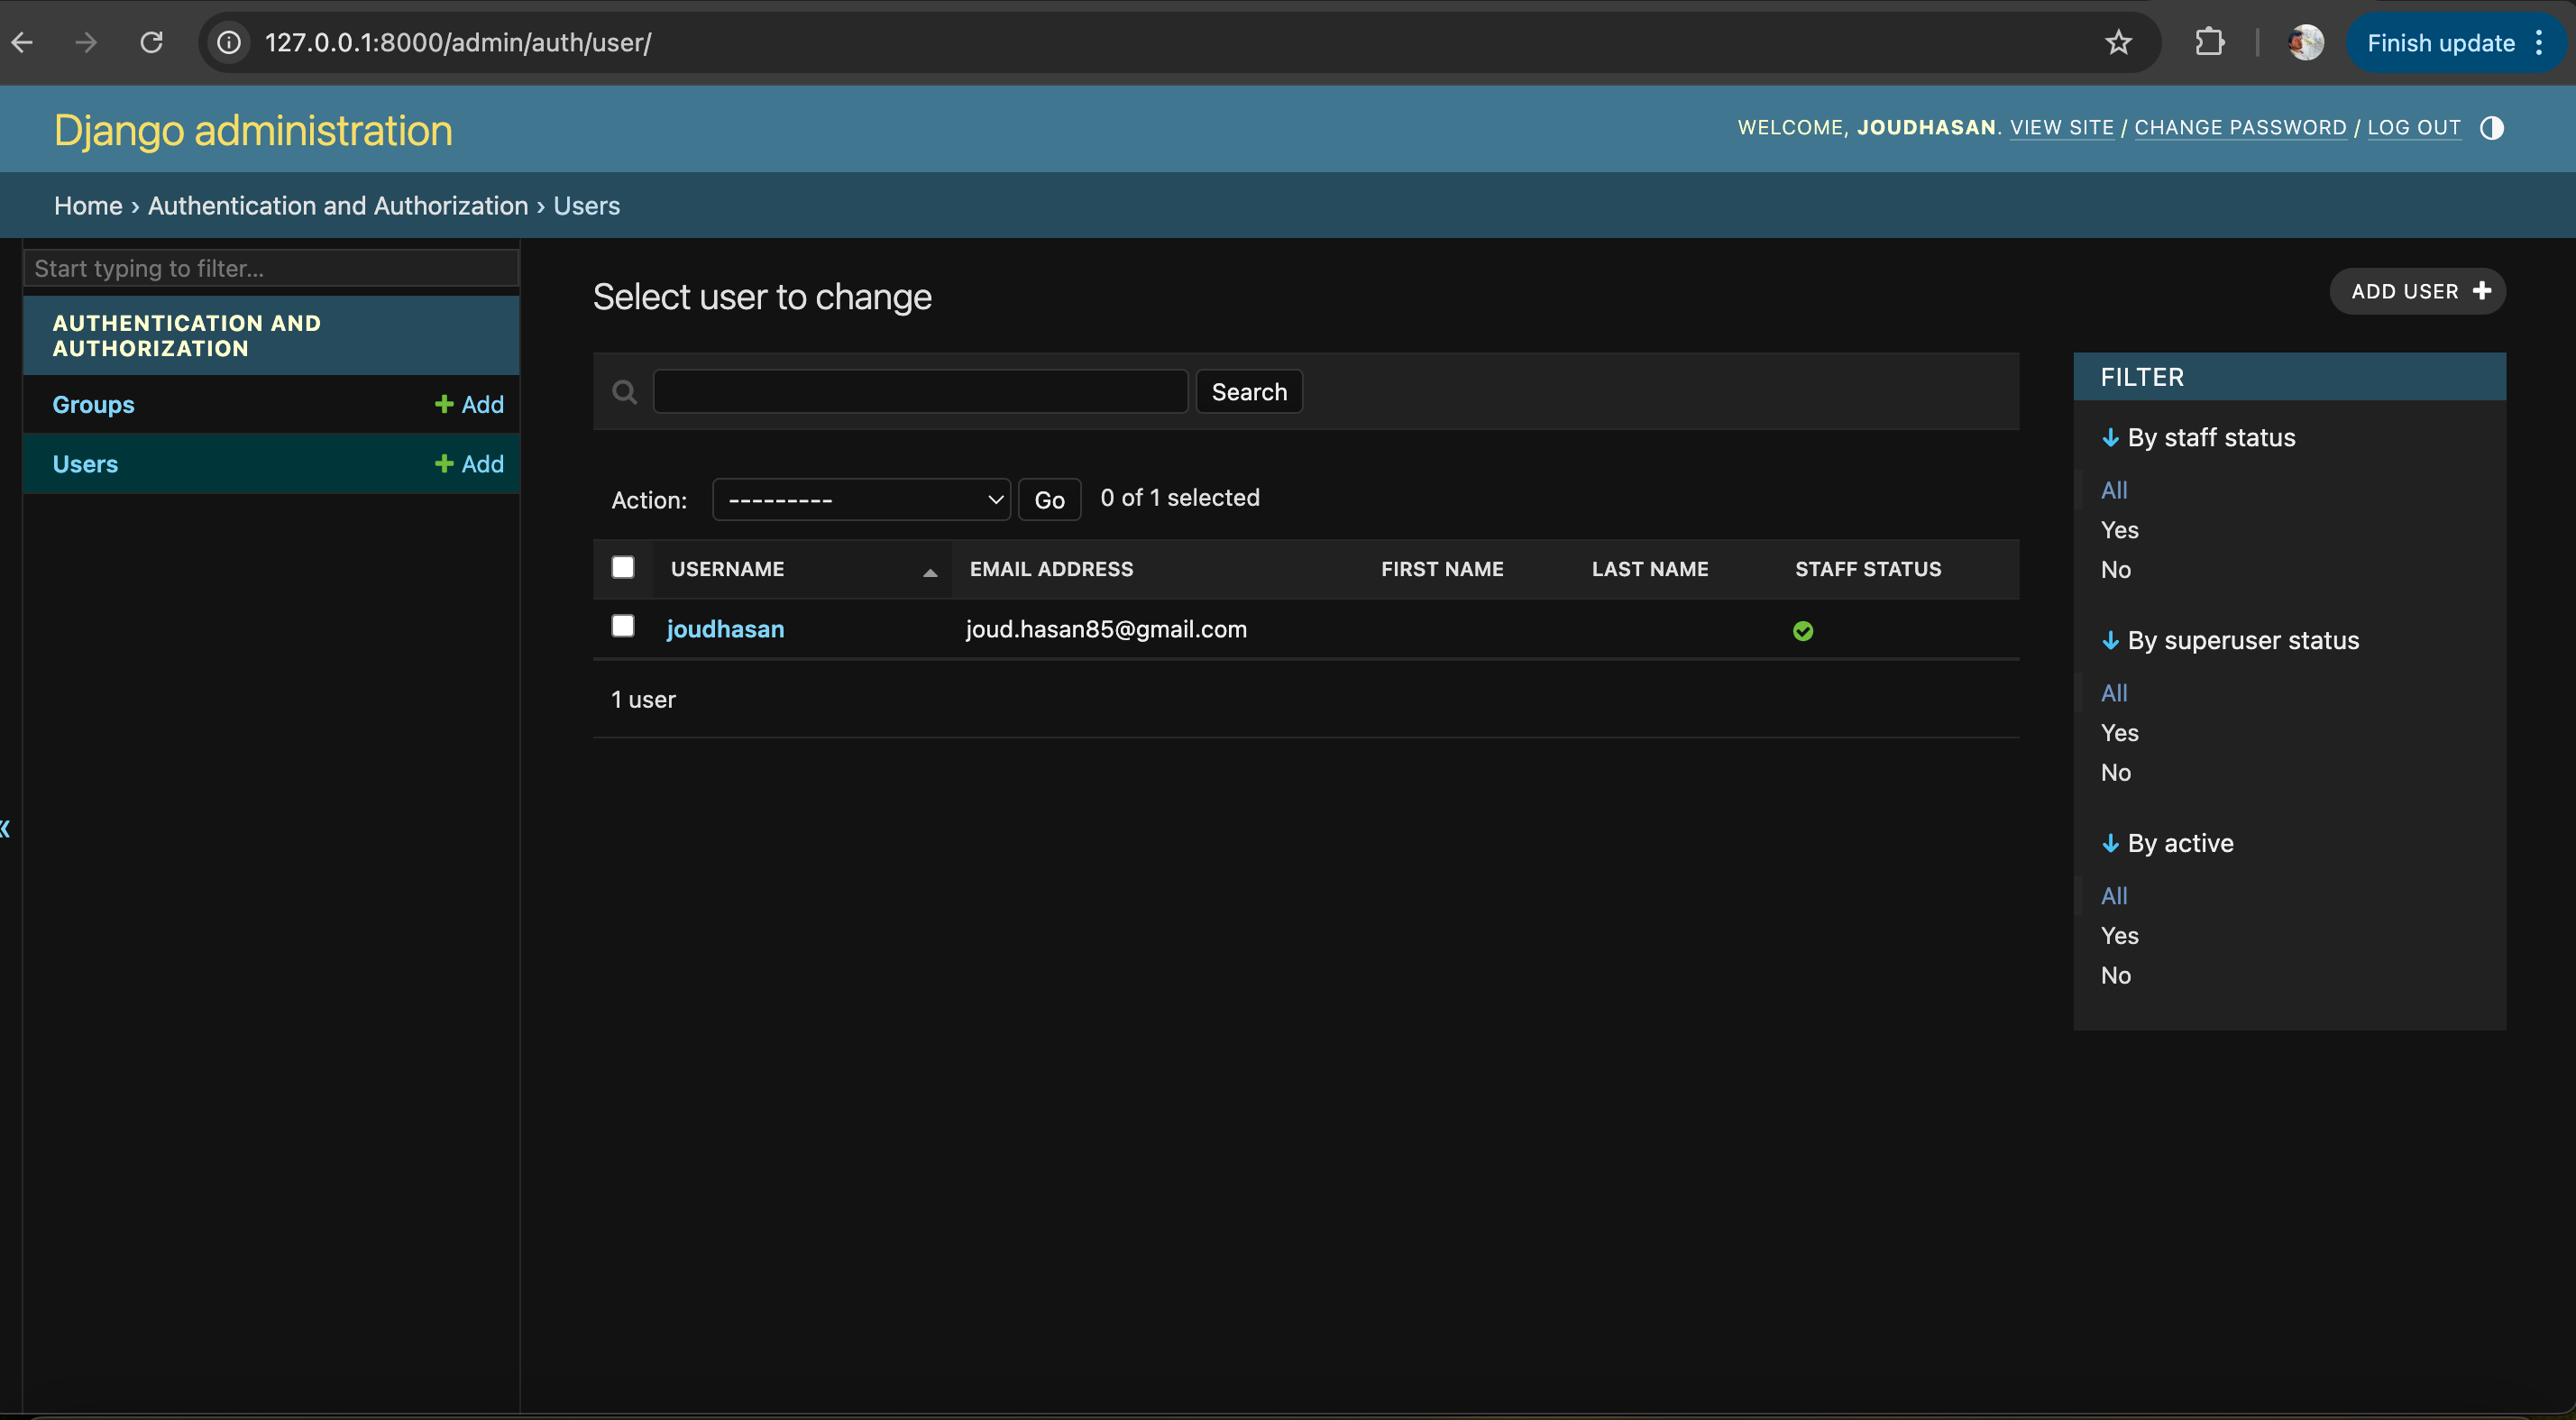 127.0.0.1:8000/admin/auth/user/
Finish update
Django administration
WELCOME, JOUDHASAN. VIEW SITE / CHANGE PASSWORD / LOG OUT
Home › Authentication and Authorization › Users
Start typing to filter...
AUTHENTICATION AND
AUTHORIZATION
Groups
+ Add
Users
+ Add
«
Select user to change
ADD USER +
Search
Action:
---------
Go
0 of 1 selected
USERNAME
EMAIL ADDRESS
FIRST NAME
LAST NAME
STAFF STATUS
joudhasan
joud.hasan85@gmail.com
1 user
FILTER
↓ By staff status
All
Yes
No
↓ By superuser status
All
Yes
No
↓ By active
All
Yes
No